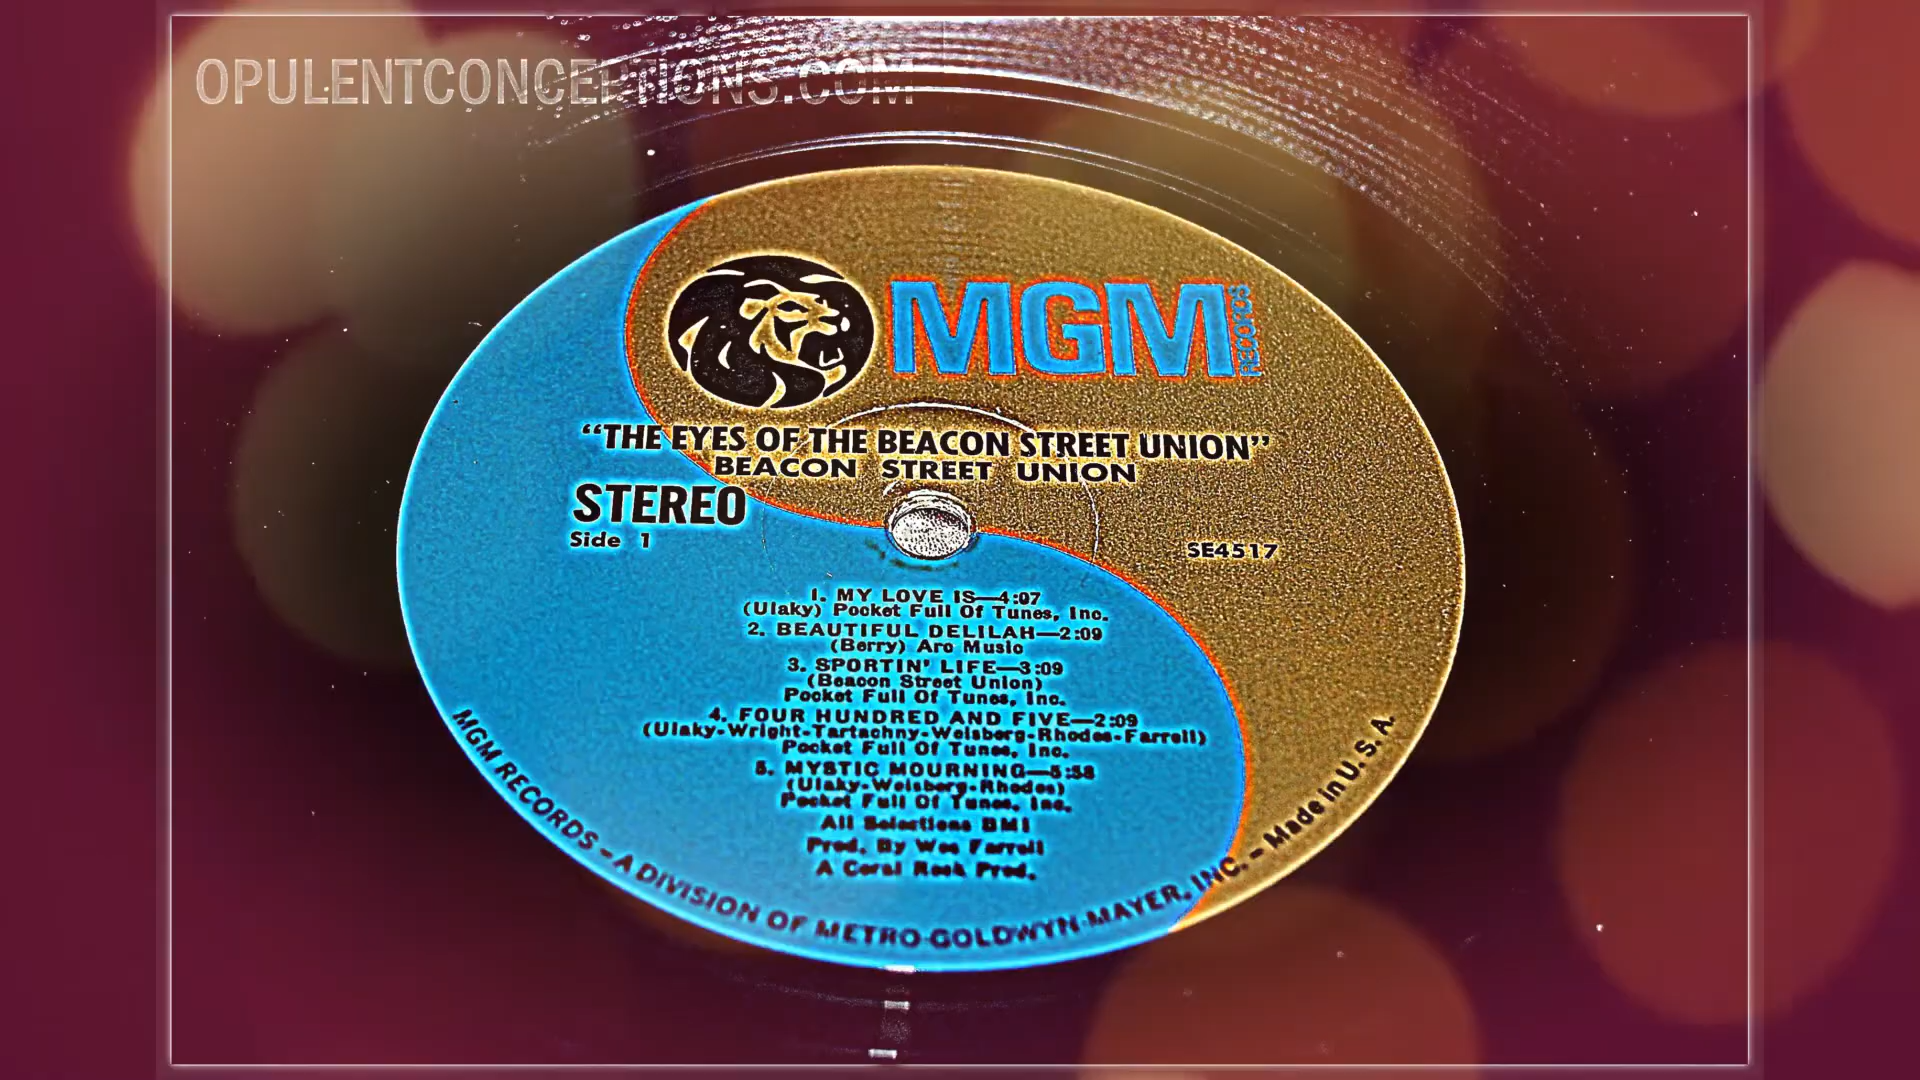 OPULENTCONCEPTIONS.COM
MGM
RECORDS
“THE EYES OF THE BEACON STREET UNION”
BEACON STREET UNION
STEREO
Side 1
SE4517
1. MY LOVE IS—4:07
(Ulaky) Pocket Full Of Tunes, Inc.
2. BEAUTIFUL DELILAH—2:09
(Berry) Arc Music
3. SPORTIN’ LIFE—3:09
(Beacon Street Union)
Pocket Full Of Tunes, Inc.
4. FOUR HUNDRED AND FIVE—2:09
(Ulaky-Wright-Tartachny-Weisberg-Rhodes-Farrell)
Pocket Full Of Tunes, Inc.
5. MYSTIC MOURNING—5:58
(Ulaky-Weisberg-Rhodes)
Pocket Full Of Tunes, Inc.
All Selections BMI
Prod. By Wes Farrell
A Coral Rock Prod.
MGM RECORDS – A DIVISION OF METRO-GOLDWYN-MAYER, INC. – Made in U. S. A.